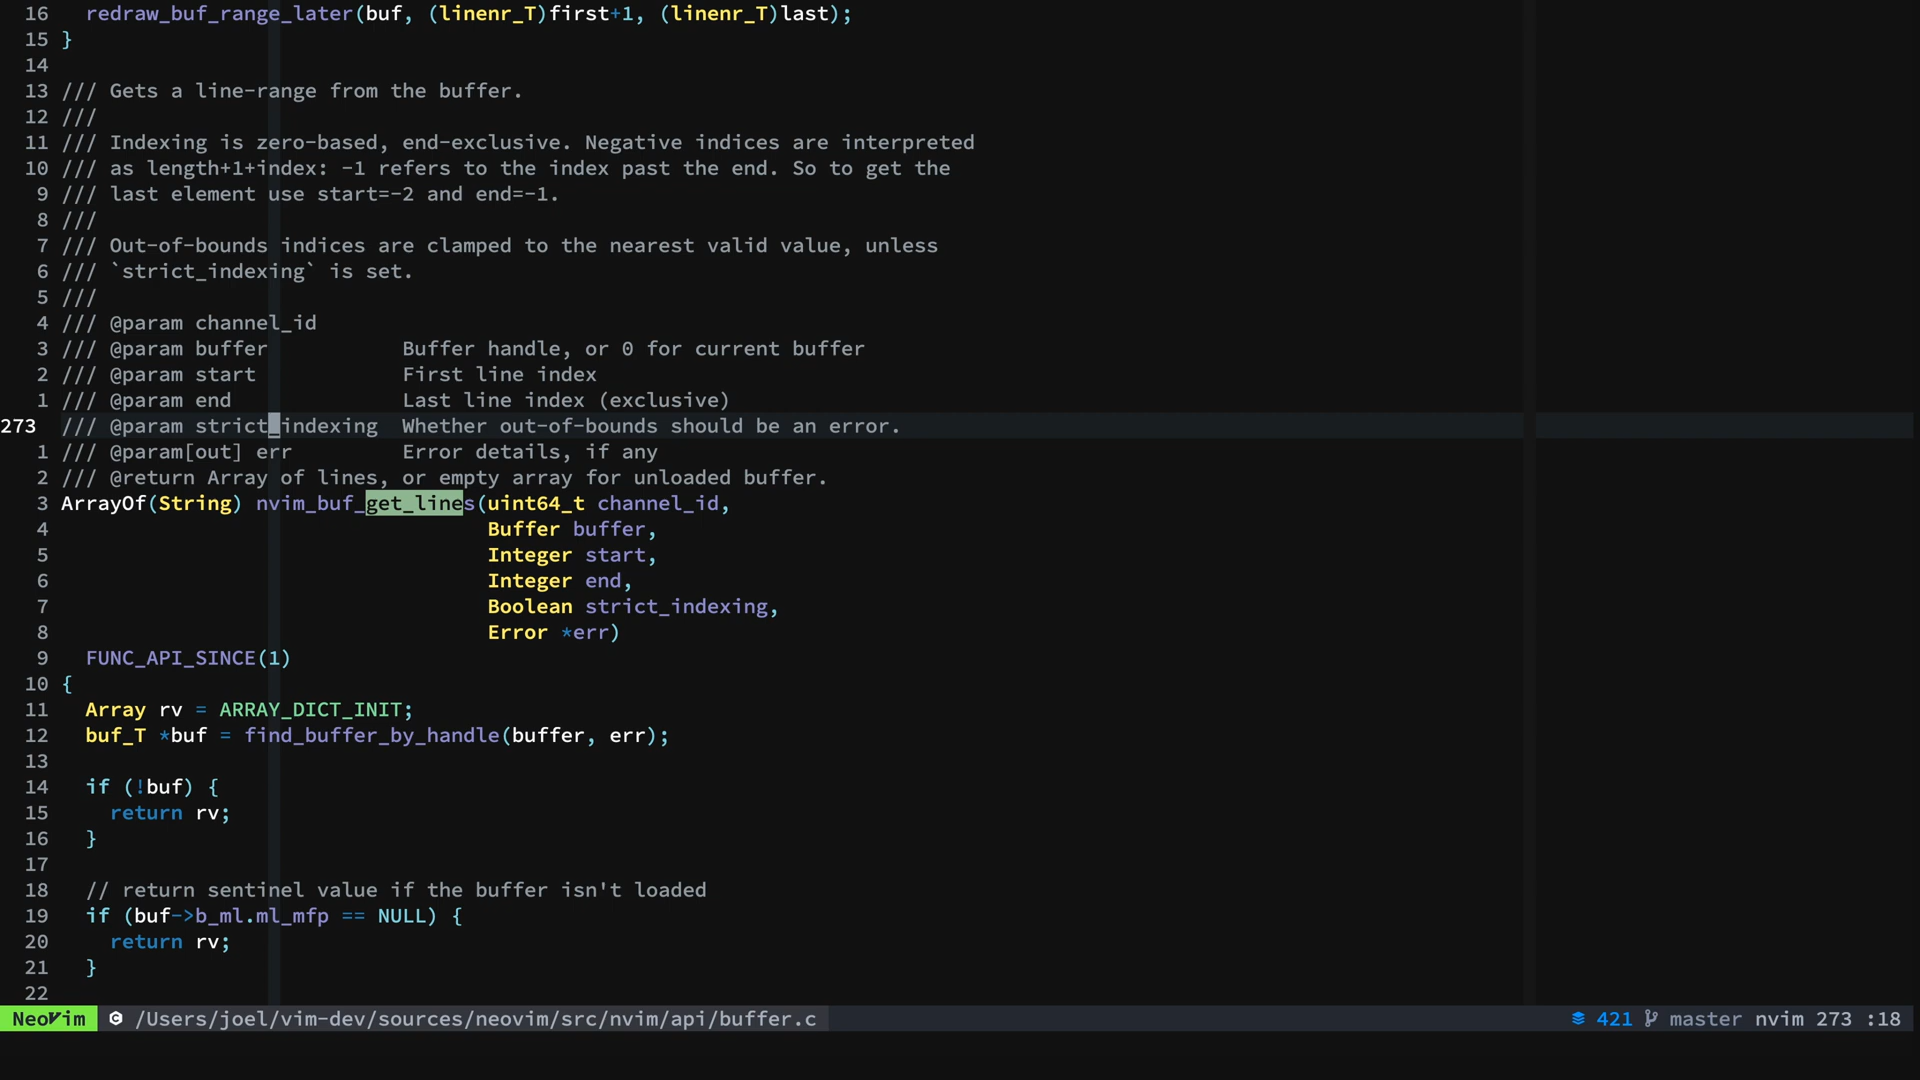 16   redraw_buf_range_later(buf, (linenr_T)first+1, (linenr_T)last);
15 }
14
13 /// Gets a line-range from the buffer.
12 ///
11 /// Indexing is zero-based, end-exclusive. Negative indices are interpreted
10 /// as length+1+index: -1 refers to the index past the end. So to get the
9 /// last element use start=-2 and end=-1.
8 ///
7 /// Out-of-bounds indices are clamped to the nearest valid value, unless
6 /// `strict_indexing` is set.
5 ///
4 /// @param channel_id
3 /// @param buffer           Buffer handle, or 0 for current buffer
2 /// @param start            First line index
1 /// @param end              Last line index (exclusive)
273 /// @param strict_indexing  Whether out-of-bounds should be an error.
1 /// @param[out] err         Error details, if any
2 /// @return Array of lines, or empty array for unloaded buffer.
3 ArrayOf(String) nvim_buf_get_lines(uint64_t channel_id,
4                                    Buffer buffer,
5                                    Integer start,
6                                    Integer end,
7                                    Boolean strict_indexing,
8                                    Error *err)
9   FUNC_API_SINCE(1)
10 {
11   Array rv = ARRAY_DICT_INIT;
12   buf_T *buf = find_buffer_by_handle(buffer, err);
13
14   if (!buf) {
15     return rv;
16   }
17
18   // return sentinel value if the buffer isn't loaded
19   if (buf->b_ml.ml_mfp == NULL) {
20     return rv;
21   }
22
NeoVim /Users/joel/vim-dev/sources/neovim/src/nvim/api/buffer.c 421 master nvim 273 :18